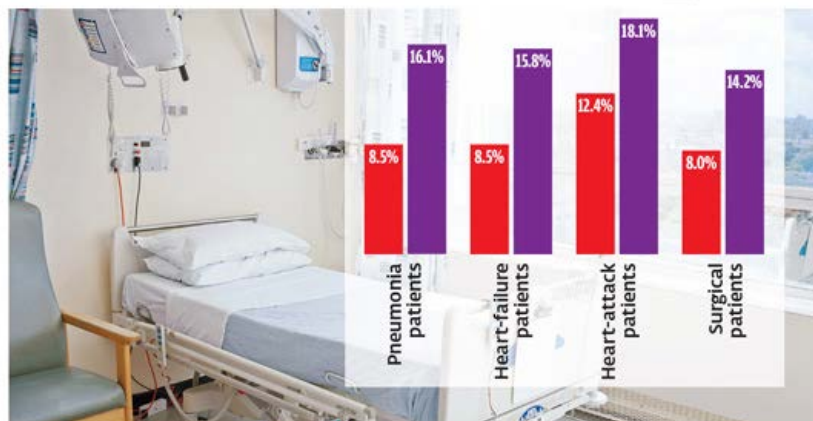 16.1%
8.5%
15.8%
8.5%
18.1%
12.4%
14.2%
8.0%
Pneumonia
patients
Heart-failure
patients
Heart-attack
patients
Surgical
patients